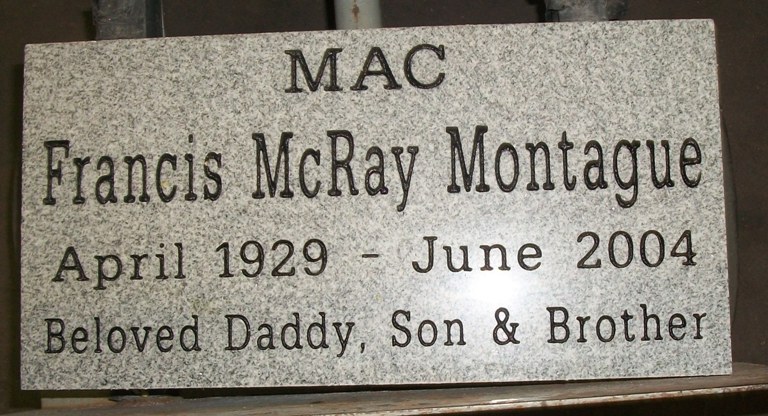 MAC
Francis McRay Montague
April 1929 - June 2004
Beloved Daddy, Son & Brother